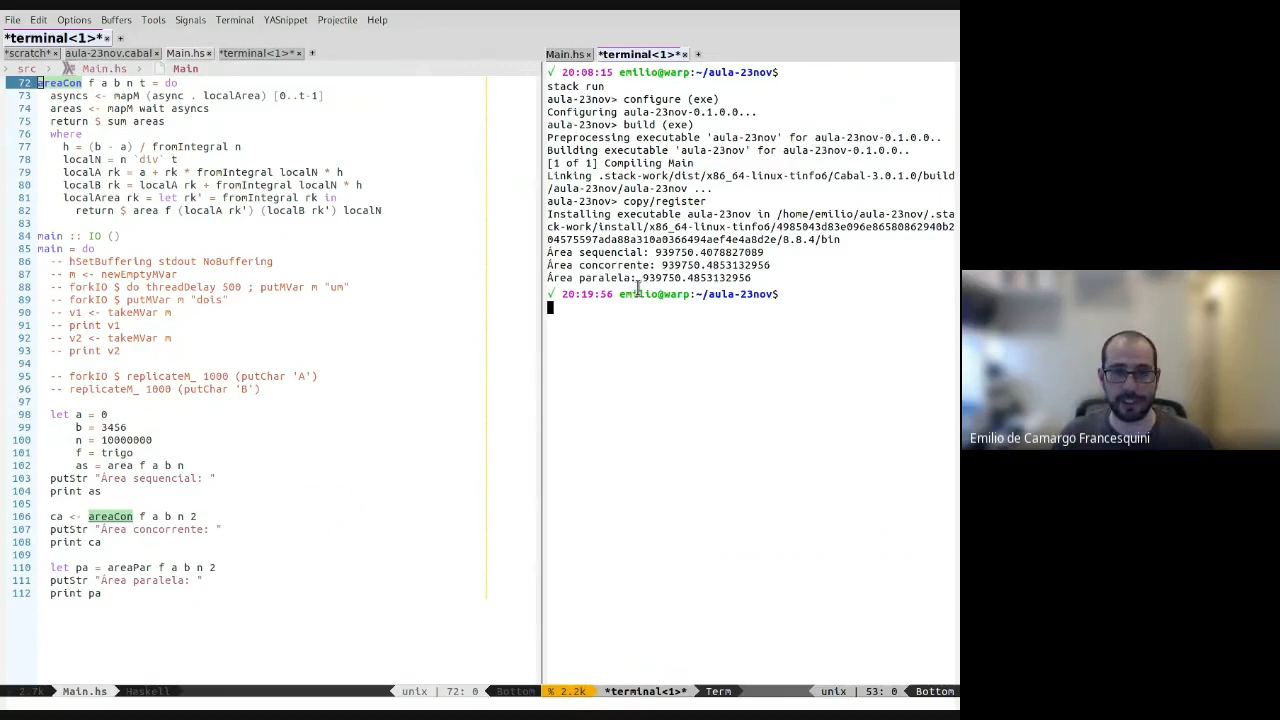 File Edit Options Buffers Tools Signals Terminal YASnippet Projectile Help
*terminal<1>* × +
*scratch* × aula-23nov.cabal × Main.hs × *terminal<1>* × +
src > Main.hs > Main
72 areaCon f a b n t = do
73 asyncs <- mapM (async . localArea) [0..t-1]
74 areas <- mapM wait asyncs
75 return $ sum areas
76 where
77 h = (b - a) / fromIntegral n
78 localN = n `div` t
79 localA rk = a + rk * fromIntegral localN * h
80 localB rk = localA rk + fromIntegral localN * h
81 localArea rk = let rk' = fromIntegral rk in
82 return $ area f (localA rk') (localB rk') localN
83
84 main :: IO ()
85 main = do
86 -- hSetBuffering stdout NoBuffering
87 -- m <- newEmptyMVar
88 -- forkIO $ do threadDelay 500 ; putMVar m "um"
89 -- forkIO $ putMVar m "dois"
90 -- v1 <- takeMVar m
91 -- print v1
92 -- v2 <- takeMVar m
93 -- print v2
94
95 -- forkIO $ replicateM_ 1000 (putChar 'A')
96 -- replicateM_ 1000 (putChar 'B')
97
98 let a = 0
99 b = 3456
100 n = 10000000
101 f = trigo
102 as = area f a b n
103 putStr "Área sequencial: "
104 print as
105
106 ca <- areaCon f a b n 2
107 putStr "Área concorrente: "
108 print ca
109
110 let pa = areaPar f a b n 2
111 putStr "Área paralela: "
112 print pa
2.7k Main.hs Haskell unix | 72: 0 Bottom
Main.hs × *terminal<1>* × +
√ 20:08:15 emilio@warp:~/aula-23nov$
stack run
aula-23nov> configure (exe)
Configuring aula-23nov-0.1.0.0...
aula-23nov> build (exe)
Preprocessing executable 'aula-23nov' for aula-23nov-0.1.0.0..
Building executable 'aula-23nov' for aula-23nov-0.1.0.0..
[1 of 1] Compiling Main
Linking .stack-work/dist/x86_64-linux-tinfo6/Cabal-3.0.1.0/build
/aula-23nov/aula-23nov ...
aula-23nov> copy/register
Installing executable aula-23nov in /home/emilio/aula-23nov/.sta
ck-work/install/x86_64-linux-tinfo6/4985043d83e096e86580862940b2
04575597ada88a310a0366494aef4e4a8d2e/8.8.4/bin
Área sequencial: 939750.4078827089
Área concorrente: 939750.4853132956
Área paralela: 939750.4853132956
√ 20:19:56 emilio@warp:~/aula-23nov$
% 2.2k *terminal<1>* Term unix | 53: 0 Bottom
Emilio de Camargo Francesquini